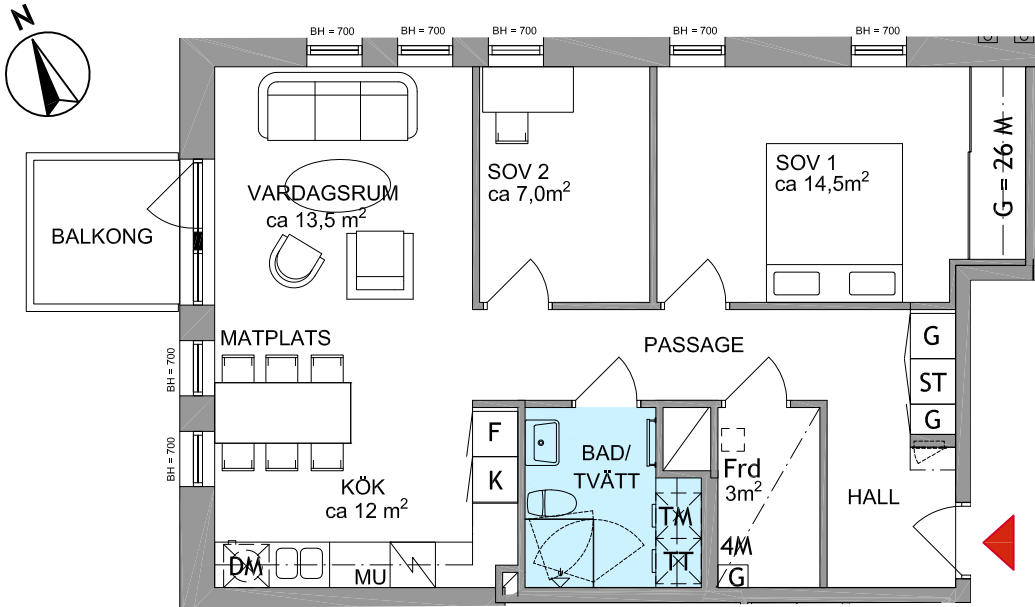 N
BH = 700
BH = 700
BH = 700
BH = 700
BH = 700
SOV 2
ca 7,0m²
SOV 1
ca 14,5m²
G = 26 M
VARDAGSRUM
ca 13,5 m²
BALKONG
MATPLATS
PASSAGE
G
ST
G
BH = 700
BH = 700
F
K
KÖK
ca 12 m²
BAD/
TVÄTT
TM
TT
Frd
3m²
4M
G
HALL
DM
MU